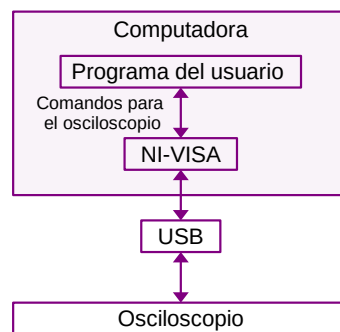 Computadora
Programa del usuario
Comandos para
el osciloscopio
NI-VISA
USB
Osciloscopio